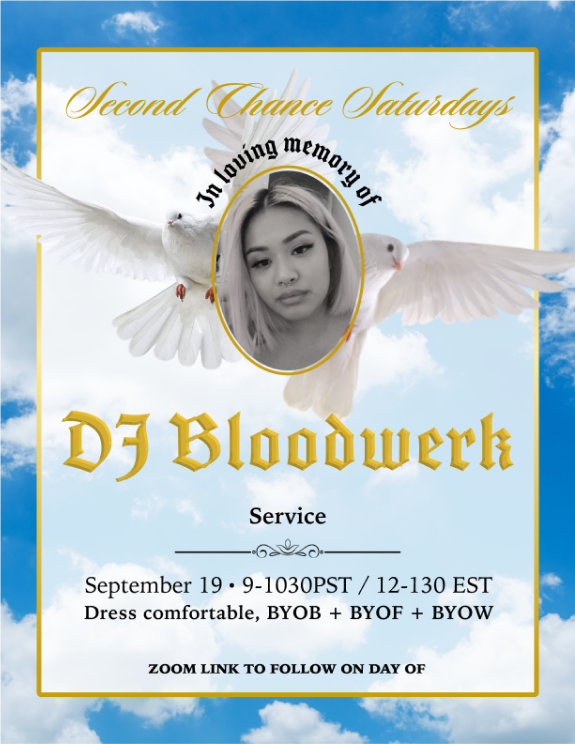 Second Chance Saturdays
In loving memory of
DJ Bloodwerk
Service
September 19 • 9-1030PST / 12-130 EST
Dress comfortable, BYOB + BYOF + BYOW
ZOOM LINK TO FOLLOW ON DAY OF